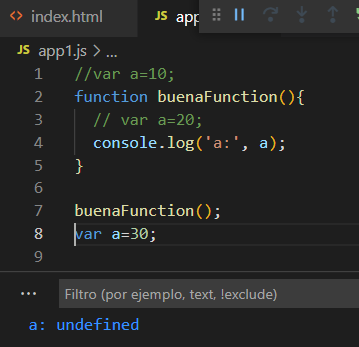 index.html
JS app
JS app1.js > ...
1 //var a=10;
2 function buenaFunction(){
3 // var a=20;
4 console.log('a:', a);
5 }
6
7 buenaFunction();
8 var a=30;
9
Filtro (por ejemplo, text, !exclude)
a: undefined